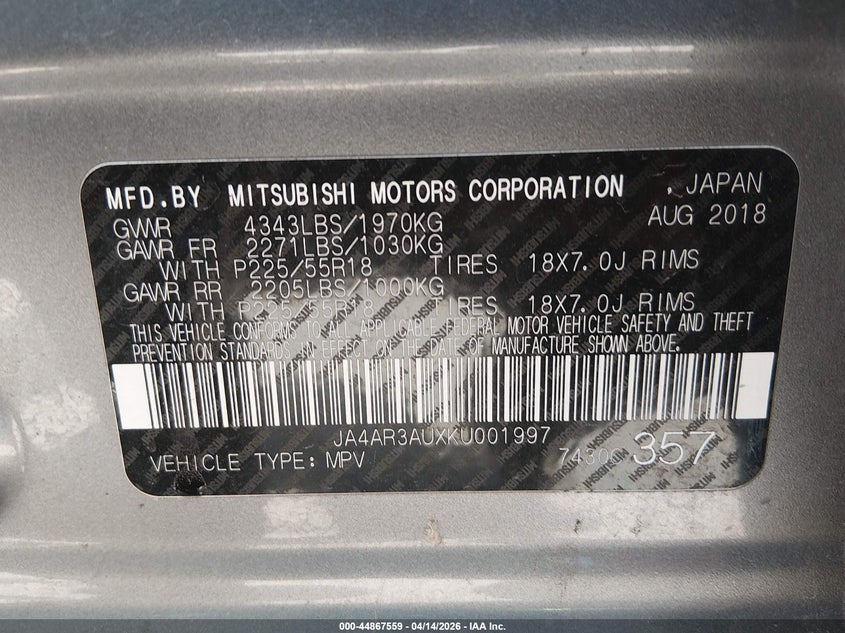 MFD.BY MITSUBISHI MOTORS CORPORATION , JAPAN
GVWR 4343LBS/1970KG AUG 2018
GAWR FR 2271LBS/1030KG
WITH P225/55R18 TIRES 18X7.0J RIMS
GAWR RR 2205LBS/1000KG
WITH P225/55R18 TIRES 18X7.0J RIMS
THIS VEHICLE CONFORMS TO ALL APPLICABLE FEDERAL MOTOR VEHICLE SAFETY AND THEFT
PREVENTION STANDARDS IN EFFECT ON THE DATE OF MANUFACTURE SHOWN ABOVE.
JA4AR3AUXKU001997
VEHICLE TYPE: MPV 357
000-44867559 - 04/14/2026 - IAA Inc.